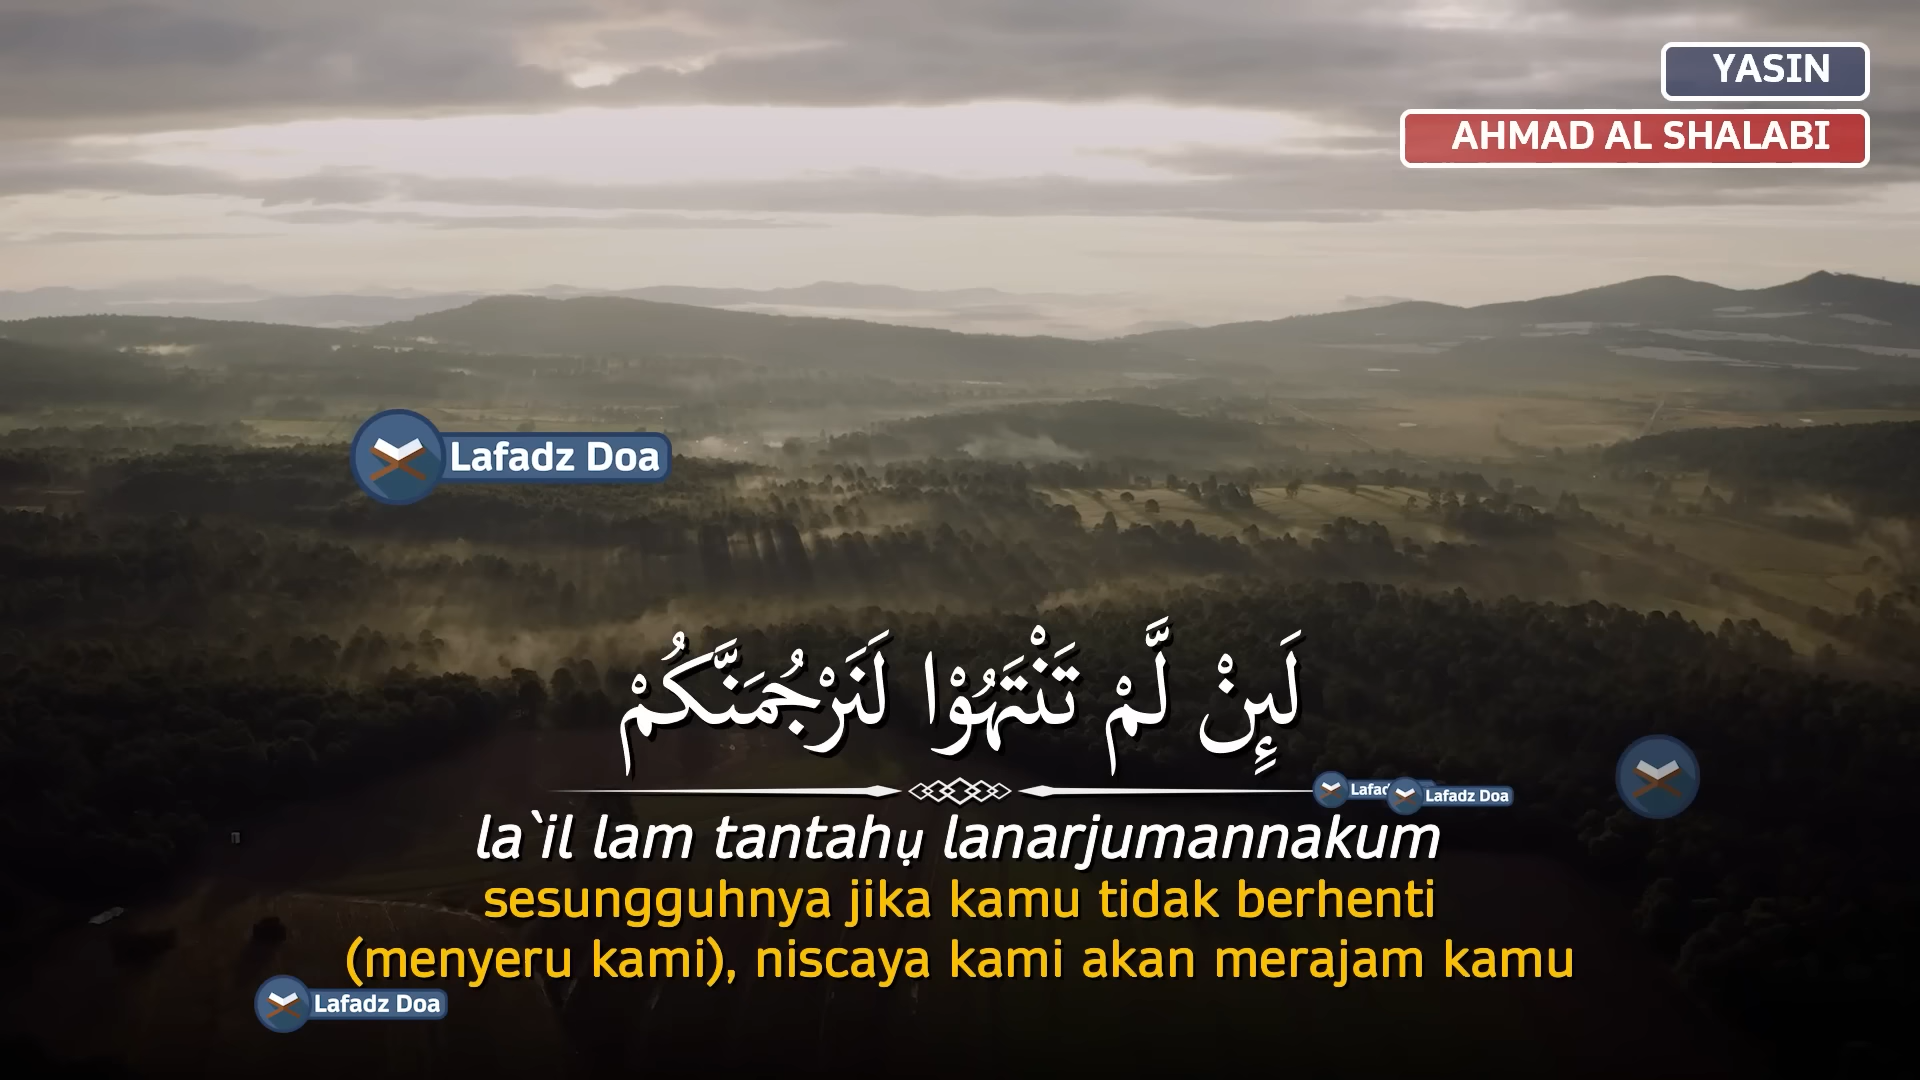 YASIN
AHMAD AL SHALABI
Lafadz Doa
لَىِٕنْ لَّمْ تَنْتَهُوْا لَنَرْجُمَنَّكُمْ
Lafadz Doa
la`il lam tantahụ lanarjumannakum
sesungguhnya jika kamu tidak berhenti
(menyeru kami), niscaya kami akan merajam kamu
Lafadz Doa